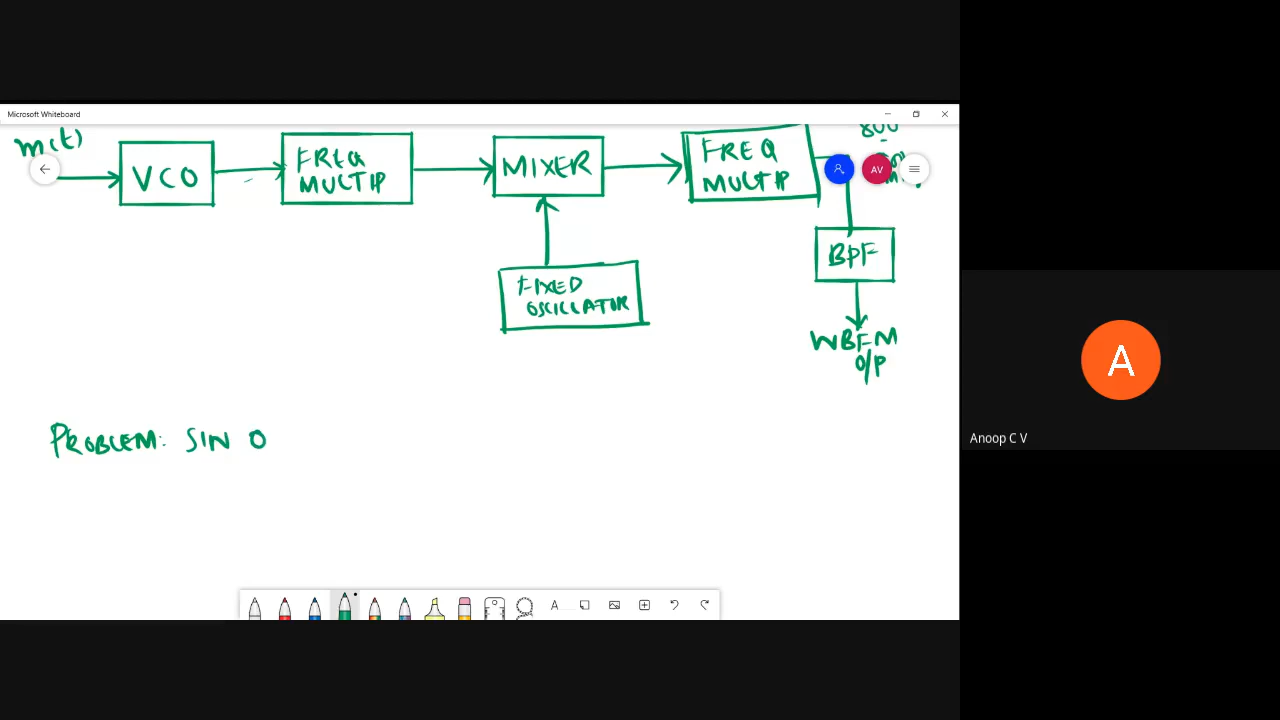 Microsoft Whiteboard
m(t)
VCO
FREQ
MULTIP
MIXER
FREQ
MULTIP
800
AV
FIXED
OSCILLATOR
BPF
WBFM
O/P
A
Anoop C V
PROBLEM: SIN O
A